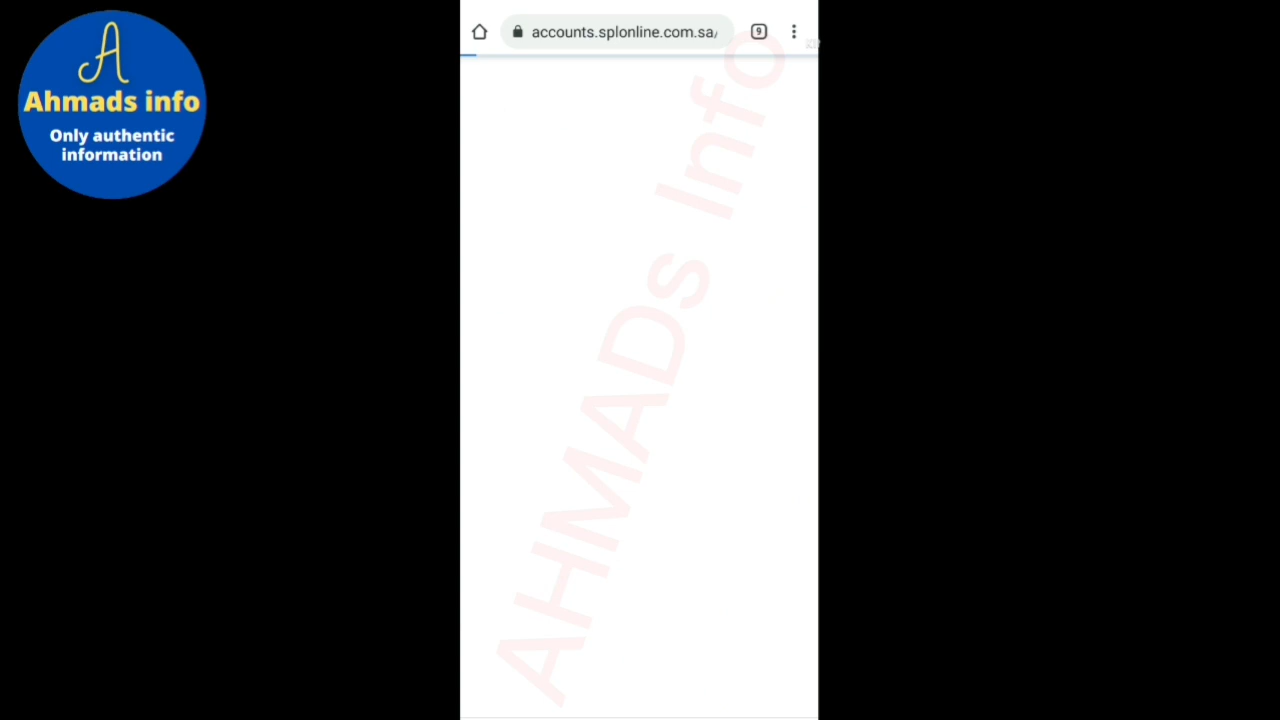 Ahmads info
Only authentic
information
accounts.splonline.com.sa/
9
AHMADs Info